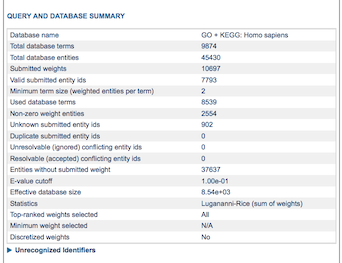 QUERY AND DATABASE SUMMARY
Database name GO + KEGG: Homo sapiens
Total database terms 9874
Total database entities 45430
Submitted weights 10697
Valid submitted entity ids 7793
Minimum term size (weighted entities per term) 2
Used database terms 8539
Non-zero weight entities 2554
Unknown submitted entity ids 902
Duplicate submitted entity ids 0
Unresolvable (ignored) conflicting entity ids 0
Resolvable (accepted) conflicting entity ids 0
Entities without submitted weight 37637
E-value cutoff 1.00e-01
Effective database size 8.54e+03
Statistics Lugananni-Rice (sum of weights)
Top-ranked weights selected All
Minimum weight selected N/A
Discretized weights No
► Unrecognized Identifiers